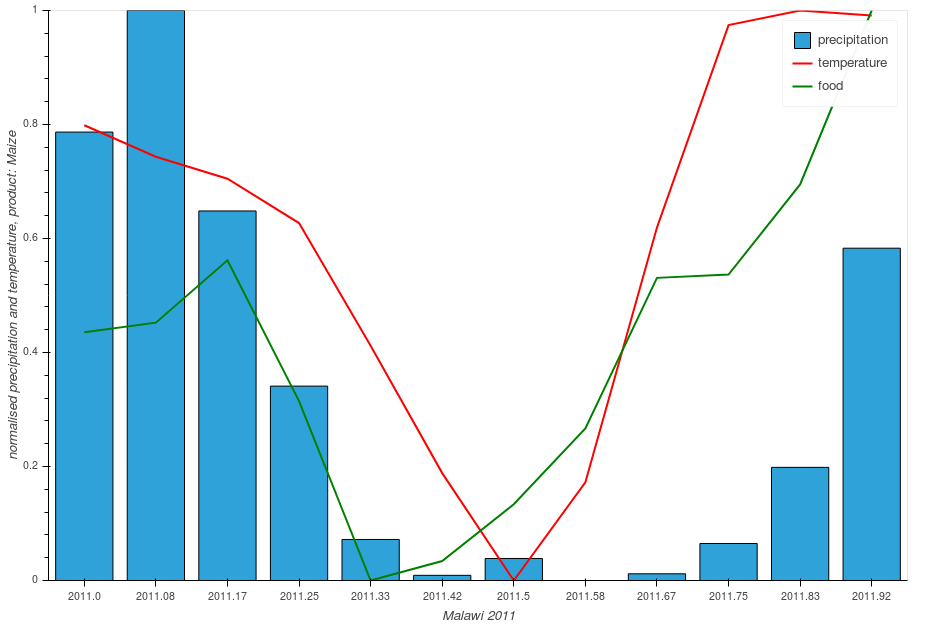 1
0.8
0.6
0.4
0.2
0
normalised precipitation and temperature, product: Maize
precipitation
temperature
food
2011.0 2011.08 2011.17 2011.25 2011.33 2011.42 2011.5 2011.58 2011.67 2011.75 2011.83 2011.92
Malawi 2011